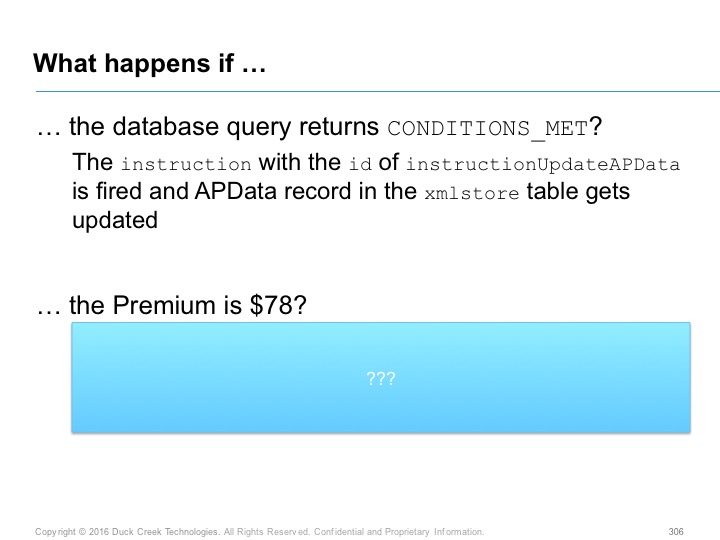 What happens if …
… the database query returns CONDITIONS_MET?
The instruction with the id of instructionUpdateAPData
is fired and APData record in the xmlstore table gets
updated
… the Premium is $78?
???
Copyright © 2016 Duck Creek Technologies. All Rights Reserved. Confidential and Proprietary Information.
306